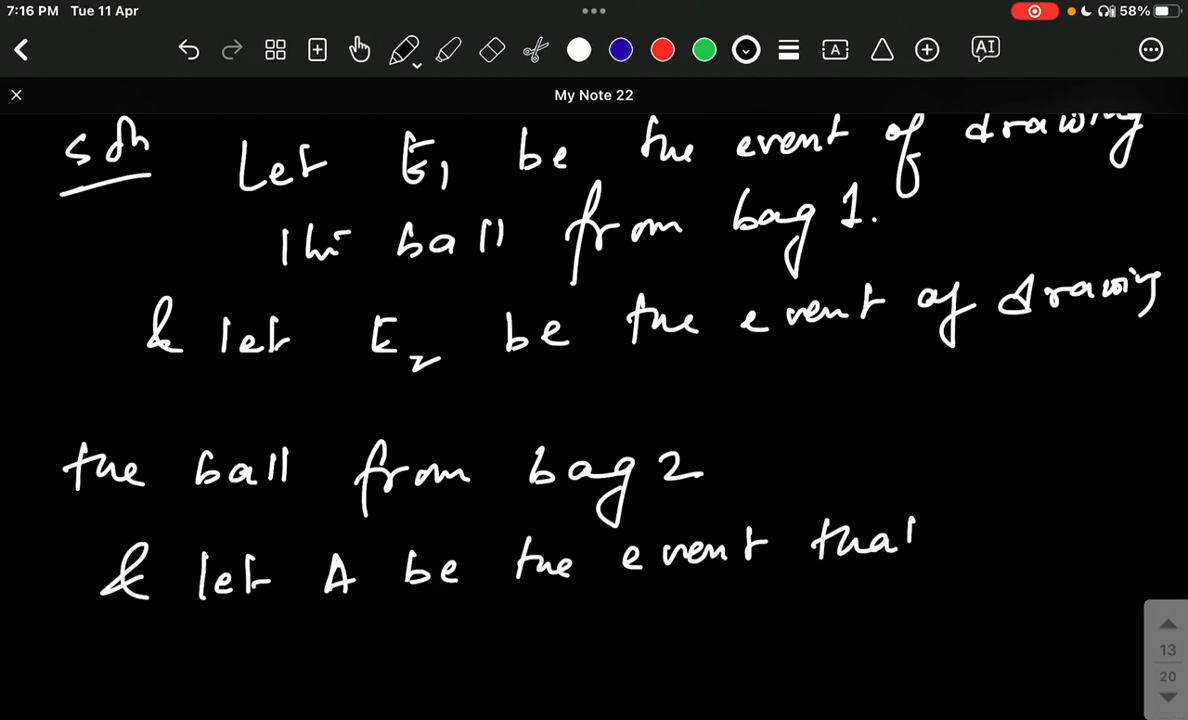 7:16 PM Tue 11 Apr
58%
A
AI
My Note 22
Soln Let E1 be the event of drawing
the ball from bag 1.
& let E2 be the event of drawing
the ball from bag 2
& let A be the event that
13
20